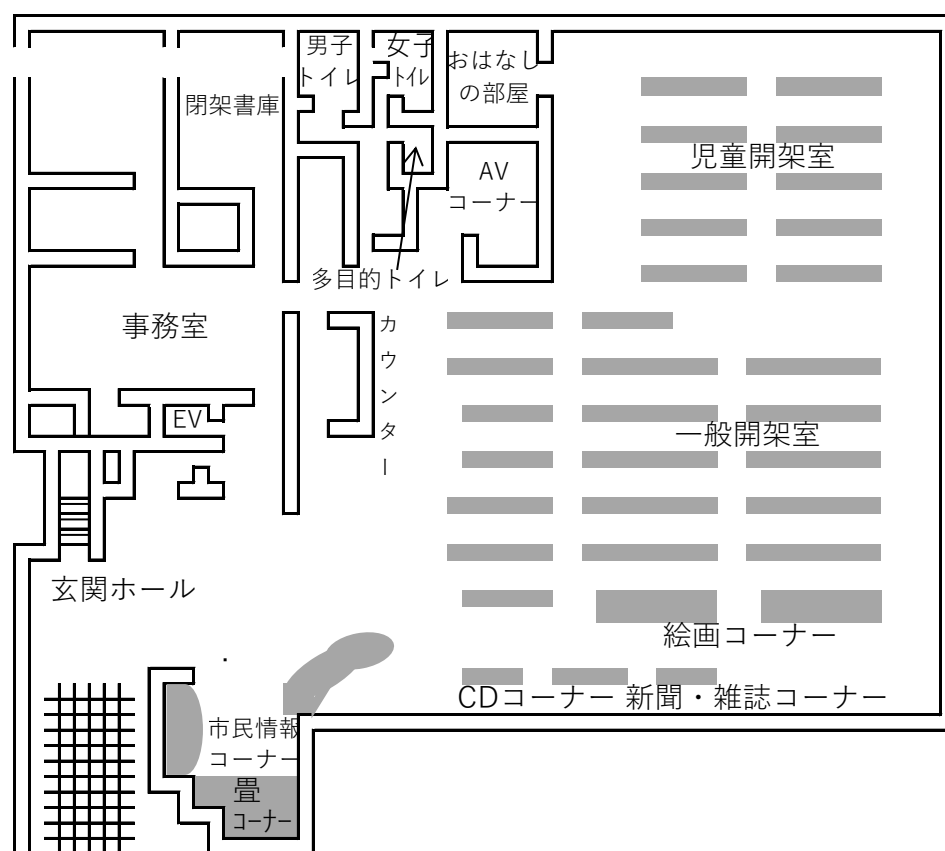 男子
トイレ
女子
トイレ
おはなし
の部屋
閉架書庫
児童開架室
AV
コーナー
多目的トイレ
事務室
カウンター
EV
一般開架室
玄関ホール
絵画コーナー
CDコーナー 新聞・雑誌コーナー
市民情報
コーナー
畳
コーナー